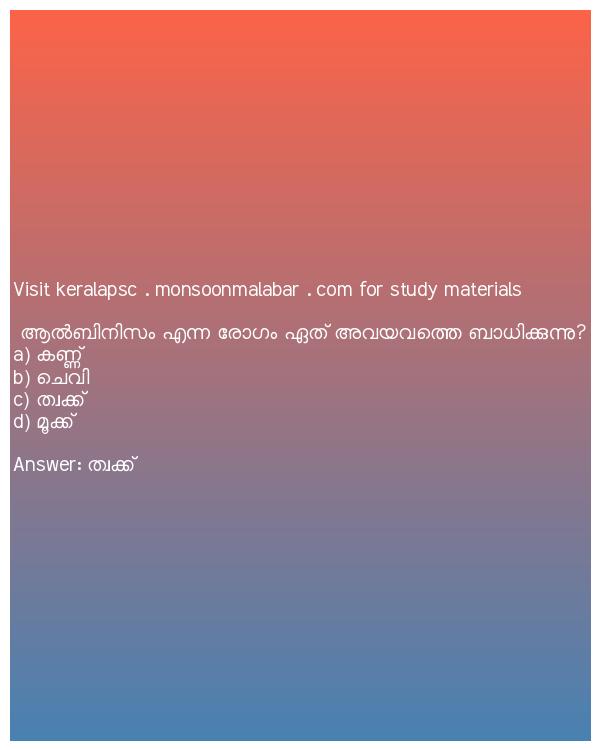 Visit keralapsc . monsoonmalabar . com for study materials
ആൽബിനിസം എന്ന രോഗം ഏത് അവയവത്തെ ബാധിക്കുന്നു?
a) കണ്ണ്
b) ചെവി
c) ത്വക്ക്
d) മൂക്ക്
Answer: ത്വക്ക്